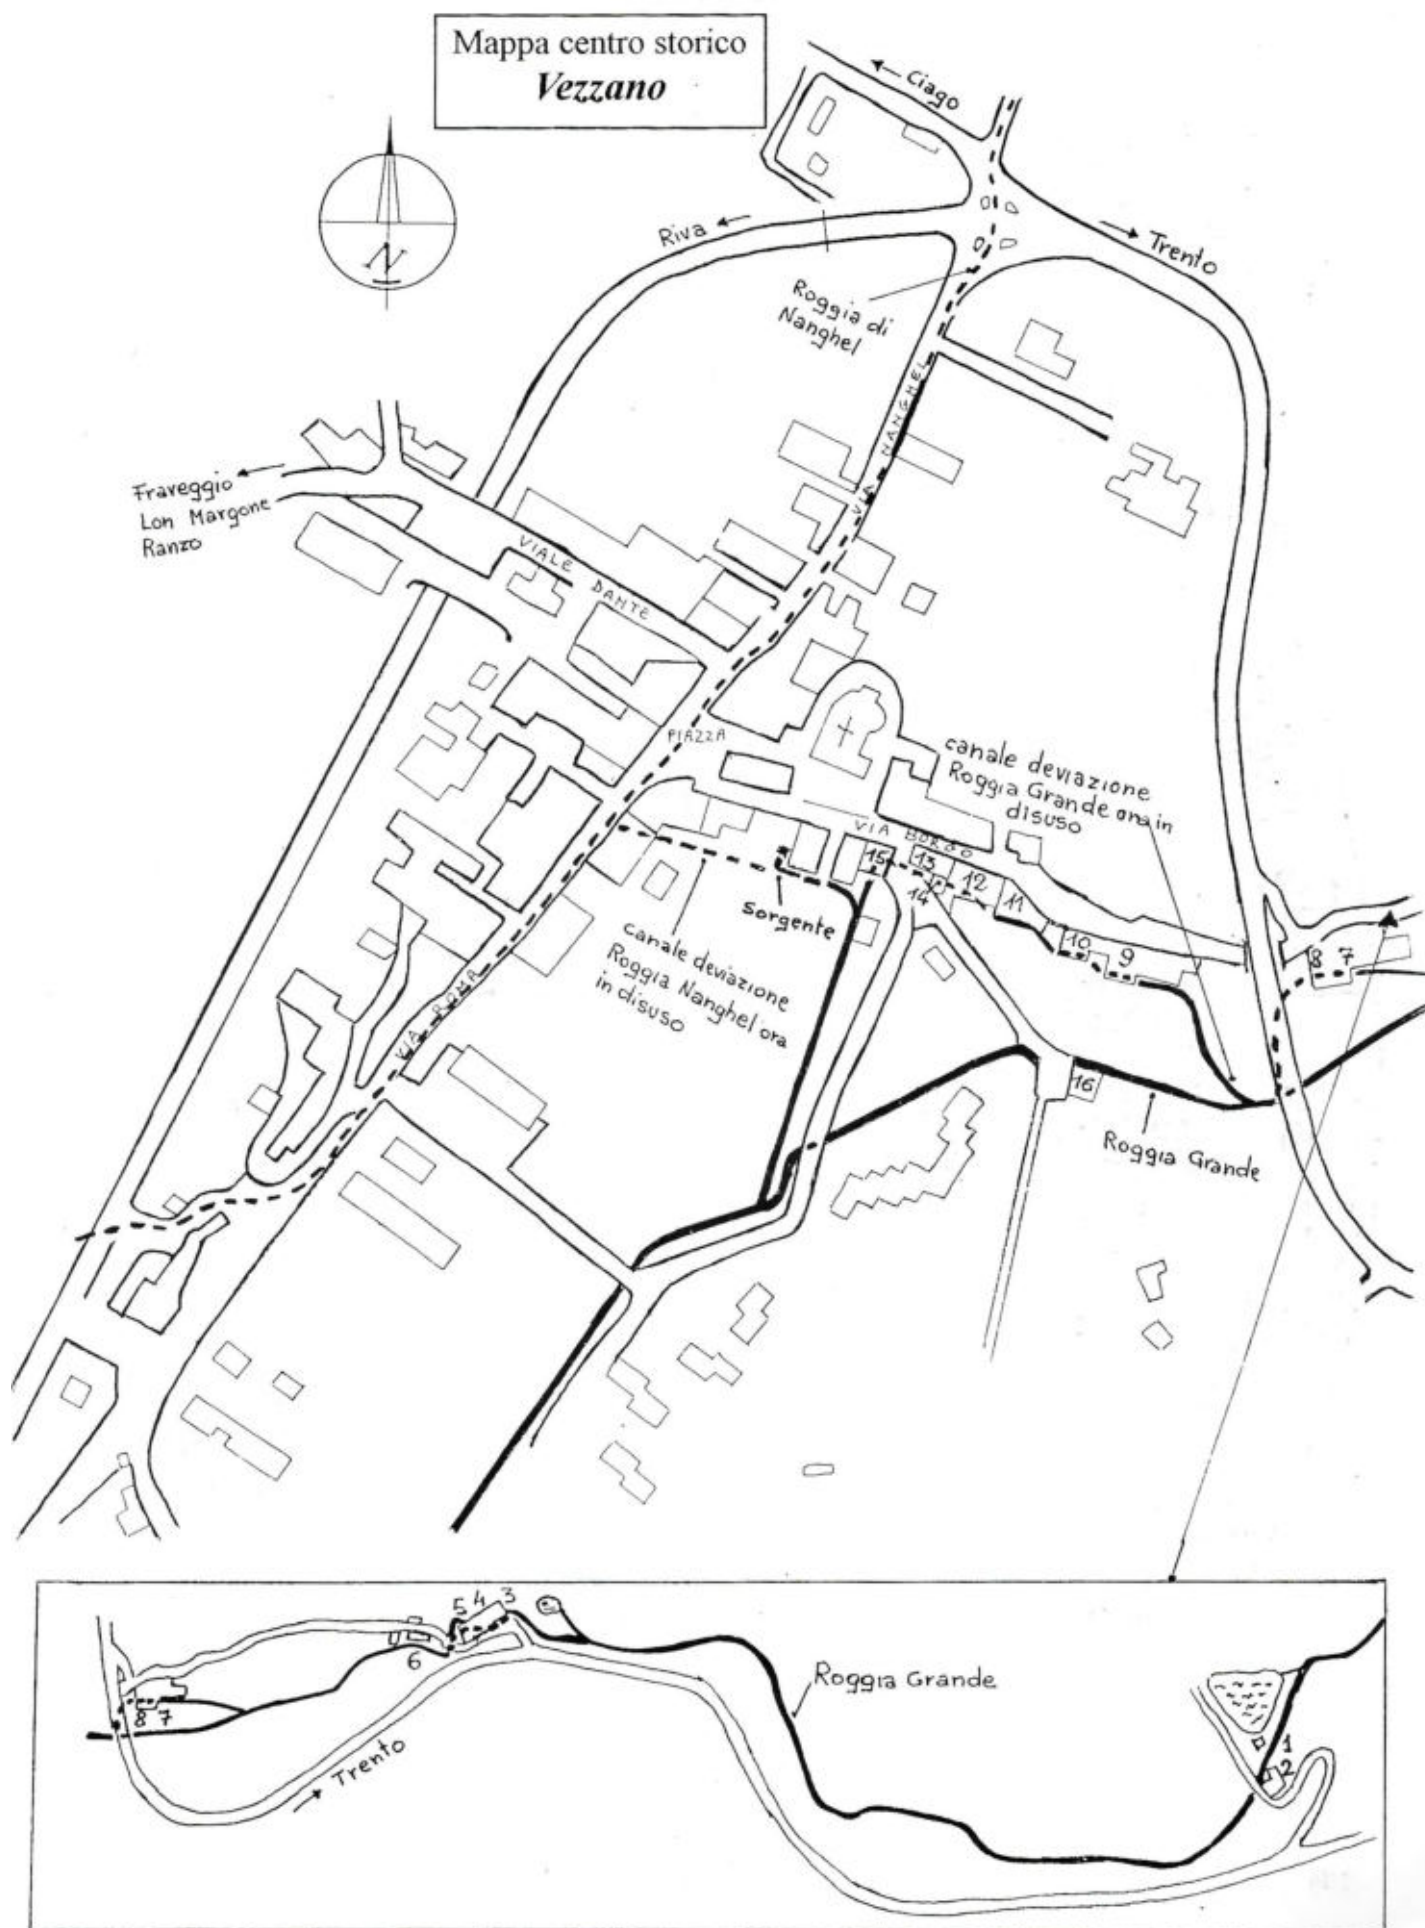 Mappa centro storico
Vezzano
Ciago
Riva
Trento
N
Roggia di
Nanghel
VIA NANGHEL
Fraveggio
Lon Margone
Ranzo
VIALE DANTE
PIAZZA
canale deviazione
Roggia Grande ora in
disuso
VIA BORGO
15
13
14
12
11
10
9
8 7
Sorgente
canale deviazione
Roggia Nanghel ora
in disuso
VIA ROMA
16
Roggia Grande
3
4
5
6
8 7
Roggia Grande
1
2
Trento